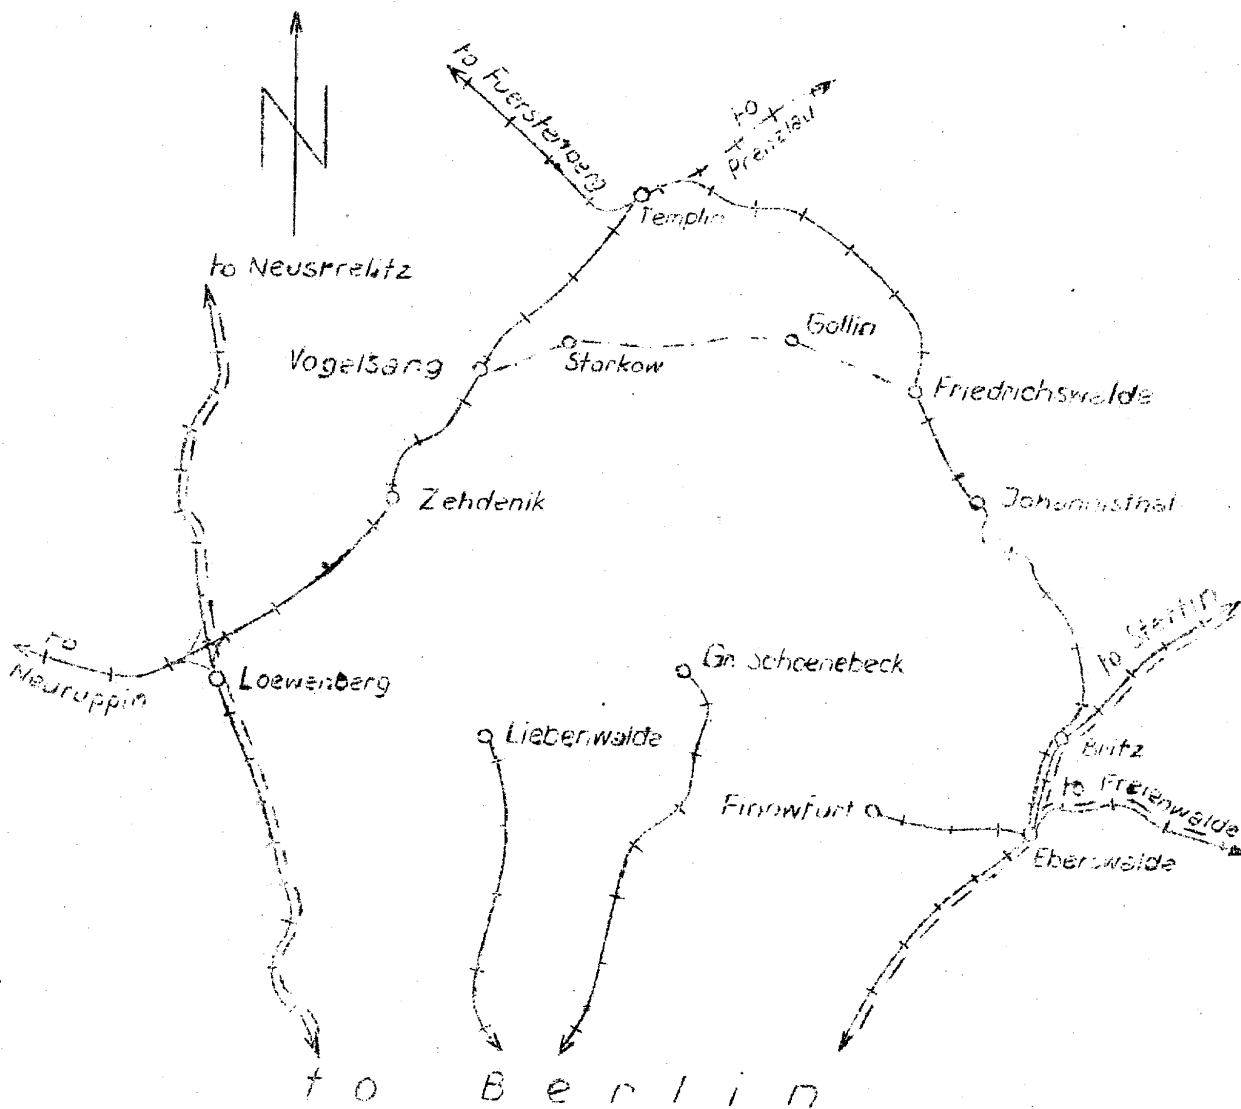 N
to Fuerstenberg
to
Prenzlau
Templin
to Neustrelitz
Gollin
Vogelsang
Storkow
Friedrichswalde
Zehdenik
Johannisthal
to
Neuruppin
to Stettin
Gr. Schoenebeck
Loewenberg
Liebenwalde
Britz
to Freienwalde
Finowfurt
Eberswalde
to Berlin